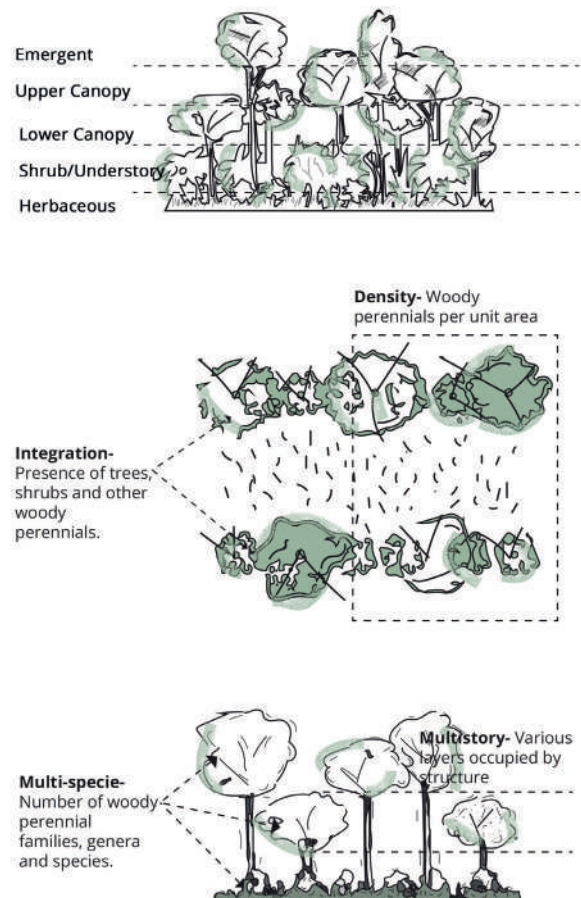 Emergent
Upper Canopy
Lower Canopy
Shrub/Understory
Herbaceous
Density- Woody
perennials per unit area
Integration-
Presence of trees,
shrubs and other
woody
perennials.
Multistory- Various
layers occupied by
structure
Multi-specie-
Number of woody
perennial
families, genera
and species.